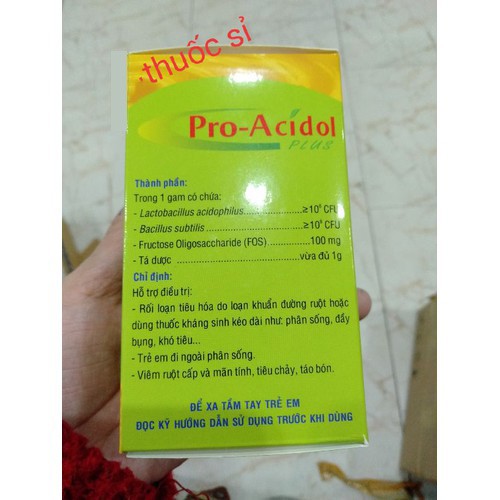 thuốc sỉ
Pro-Acidol
PLUS
Thành phần:
Trong 1 gam có chứa:
- Lactobacillus acidophilus....................≥10⁸ CFU
- Bacillus subtilis.................................≥10⁸ CFU
- Fructose Oligosaccharide (FOS)..............100 mg
- Tá dược ........................................vừa đủ 1g
Chỉ định:
Hỗ trợ điều trị:
- Rối loạn tiêu hóa do loạn khuẩn đường ruột hoặc
dùng thuốc kháng sinh kéo dài như: phân sống, đầy
bụng, khó tiêu...
- Trẻ em đi ngoài phân sống.
- Viêm ruột cấp và mãn tính, tiêu chảy, táo bón.
ĐỂ XA TẦM TAY TRẺ EM
ĐỌC KỸ HƯỚNG DẪN SỬ DỤNG TRƯỚC KHI DÙNG